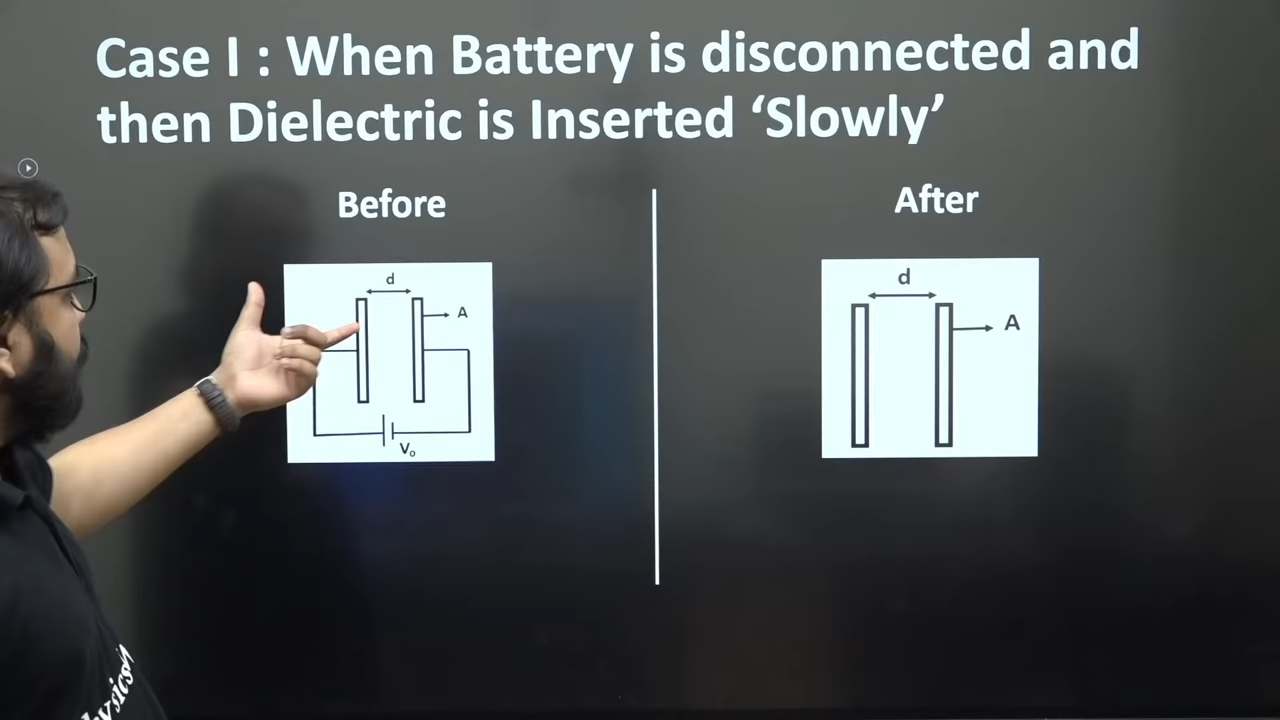 Case I : When Battery is disconnected and
then Dielectric is Inserted ‘Slowly’
Before
After
d
A
V₀
d
A